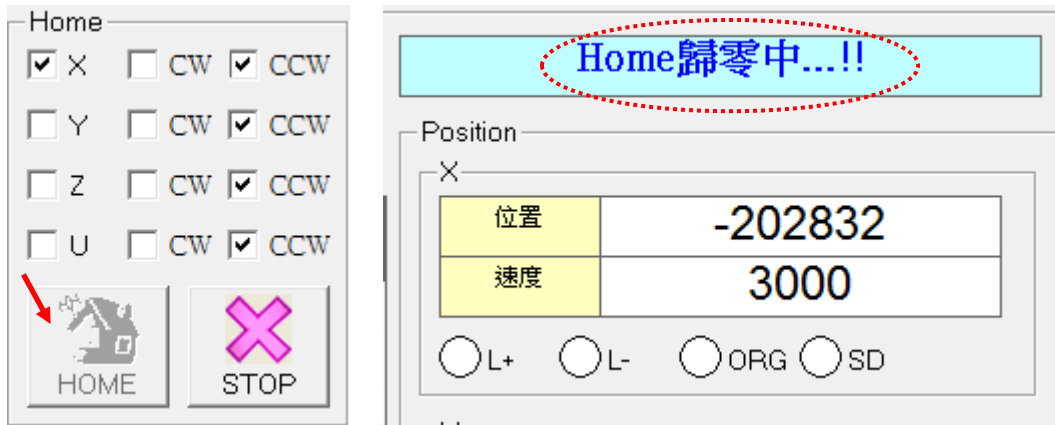 Home
X CW CCW
Y CW CCW
Z CW CCW
U CW CCW
HOME STOP
Home歸零中...!!
Position
X
位置 -202832
速度 3000
L+ L- ORG SD